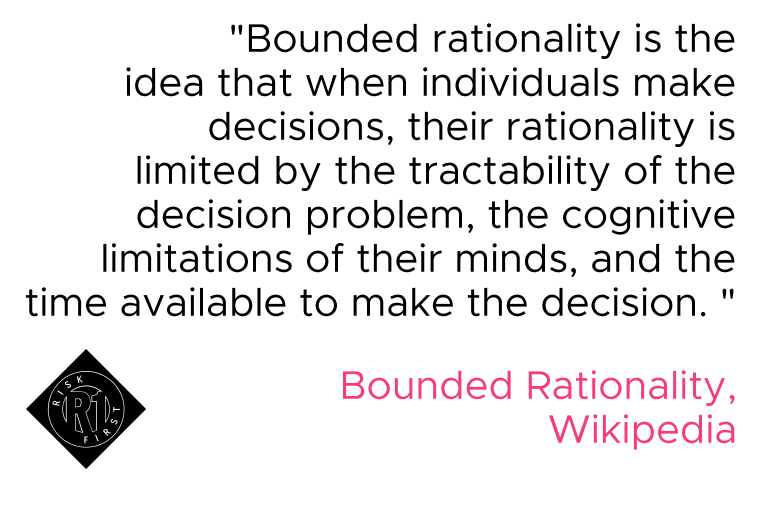 "Bounded rationality is the
idea that when individuals make
decisions, their rationality is
limited by the tractability of the
decision problem, the cognitive
limitations of their minds, and the
time available to make the decision. "
Bounded Rationality,
Wikipedia
RISK
R1
FIRST